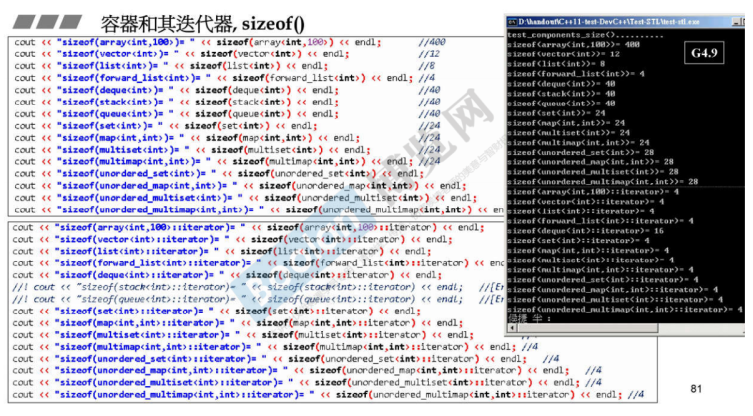 容器和其迭代器, sizeof()
cout << "sizeof(array<int,100>)= " << sizeof(array<int,100>) << endl; //400
cout << "sizeof(vector<int>)= " << sizeof(vector<int>) << endl; //12
cout << "sizeof(list<int>)= " << sizeof(list<int>) << endl; //8
cout << "sizeof(forward_list<int>)= " << sizeof(forward_list<int>) << endl; //4
cout << "sizeof(deque<int>)= " << sizeof(deque<int>) << endl; //40
cout << "sizeof(stack<int>)= " << sizeof(stack<int>) << endl; //40
cout << "sizeof(queue<int>)= " << sizeof(queue<int>) << endl; //40
cout << "sizeof(set<int>)= " << sizeof(set<int>) << endl; //24
cout << "sizeof(map<int,int>)= " << sizeof(map<int,int>) << endl; //24
cout << "sizeof(multiset<int>)= " << sizeof(multiset<int>) << endl; //24
cout << "sizeof(multimap<int,int>)= " << sizeof(multimap<int,int>) << endl; //24
cout << "sizeof(unordered_set<int>)= " << sizeof(unordered_set<int>) << endl;
cout << "sizeof(unordered_map<int,int>)= " << sizeof(unordered_map<int,int>) << endl;
cout << "sizeof(unordered_multiset<int>)= " << sizeof(unordered_multiset<int>) << endl;
cout << "sizeof(unordered_multimap<int,int>)= " << sizeof(unordered_multimap<int,int>) << en
cout << "sizeof(array<int,100>::iterator)= " << sizeof(array<int,100>::iterator) << endl;
cout << "sizeof(vector<int>::iterator)= " << sizeof(vector<int>::iterator) << endl;
cout << "sizeof(list<int>::iterator)= " << sizeof(list<int>::iterator) << endl;
cout << "sizeof(forward_list<int>::iterator)= " << sizeof(forward_list<int>::iterator) << enc
cout << "sizeof(deque<int>::iterator)= " << sizeof(deque<int>::iterator) << endl;
//! cout << "sizeof(stack<int>::iterator)= " << sizeof(stack<int>::iterator) << endl; //[Er
//! cout << "sizeof(queue<int>::iterator)= " << sizeof(queue<int>::iterator) << endl; //[Er
cout << "sizeof(set<int>::iterator)= " << sizeof(set<int>::iterator) << endl;
cout << "sizeof(map<int,int>::iterator)= " << sizeof(map<int,int>::iterator) << endl;
cout << "sizeof(multiset<int>::iterator)= " << sizeof(multiset<int>::iterator) << endl;
cout << "sizeof(multimap<int,int>::iterator)= " << sizeof(multimap<int,int>::iterator) << endl; //4
cout << "sizeof(unordered_set<int>::iterator)= " << sizeof(unordered_set<int>::iterator) << endl; //4
cout << "sizeof(unordered_map<int,int>::iterator)= " << sizeof(unordered_map<int,int>::iterator) << endl; //4
cout << "sizeof(unordered_multiset<int>::iterator)= " << sizeof(unordered_multiset<int>::iterator) << endl; //4
cout << "sizeof(unordered_multimap<int,int>::iterator)= " << sizeof(unordered_multimap<int,int>::iterator) << endl; //4
D:\handout\C++11-test-DevC++\Test-STL\test-stl.exe
test_components_size()..........
sizeof(array<int,100>)= 400
sizeof(vector<int>)= 12
sizeof(list<int>)= 8
sizeof(forward_list<int>)= 4
sizeof(deque<int>)= 40
sizeof(stack<int>)= 40
sizeof(queue<int>)= 40
sizeof(set<int>)= 24
sizeof(map<int,int>)= 24
sizeof(multiset<int>)= 24
sizeof(multimap<int,int>)= 24
sizeof(unordered_set<int>)= 28
sizeof(unordered_map<int,int>)= 28
sizeof(unordered_multiset<int>)= 28
sizeof(unordered_multimap<int,int>)= 28
sizeof(array<int,100>::iterator)= 4
sizeof(vector<int>::iterator)= 4
sizeof(list<int>::iterator)= 4
sizeof(forward_list<int>::iterator)= 4
sizeof(deque<int>::iterator)= 16
sizeof(set<int>::iterator)= 4
sizeof(map<int,int>::iterator)= 4
sizeof(multiset<int>::iterator)= 4
sizeof(multimap<int,int>::iterator)= 4
sizeof(unordered_set<int>::iterator)= 4
sizeof(unordered_map<int,int>::iterator)= 4
sizeof(unordered_multiset<int>::iterator)= 4
sizeof(unordered_multimap<int,int>::iterator)= 4
半 :
G4.9
81